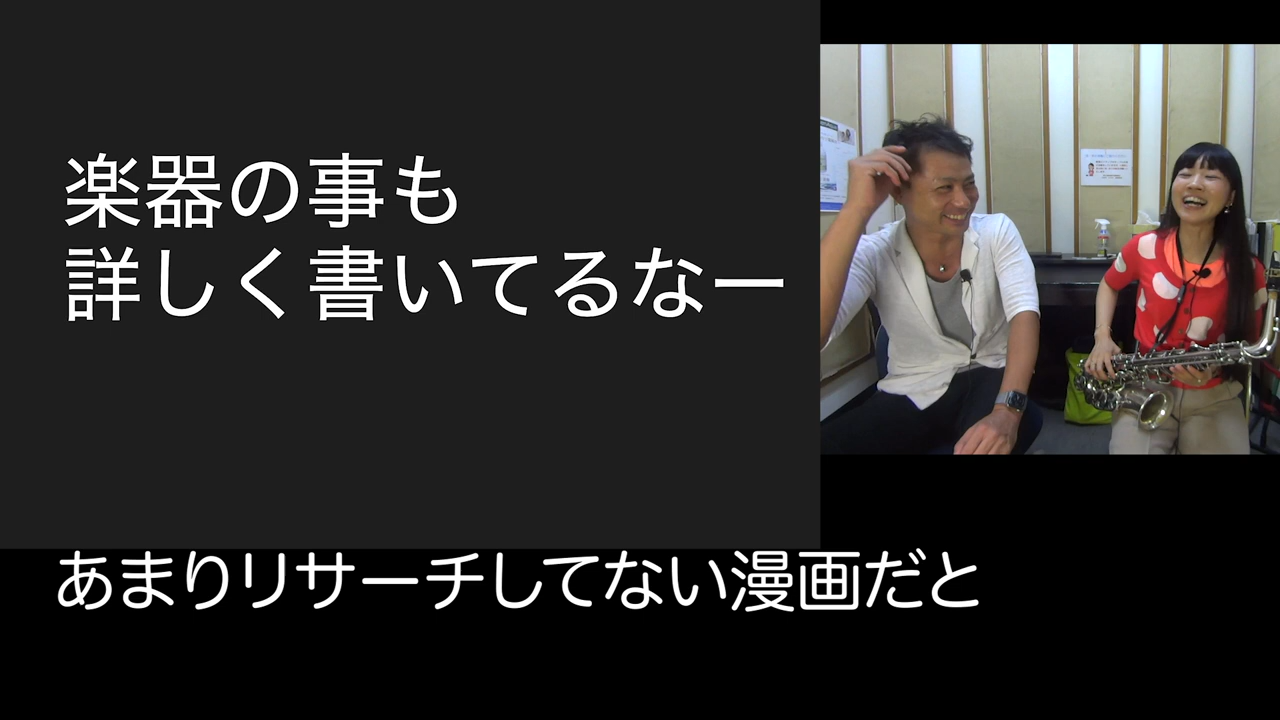 楽器の事も
詳しく書いてるなー
あまりリサーチしてない漫画だと